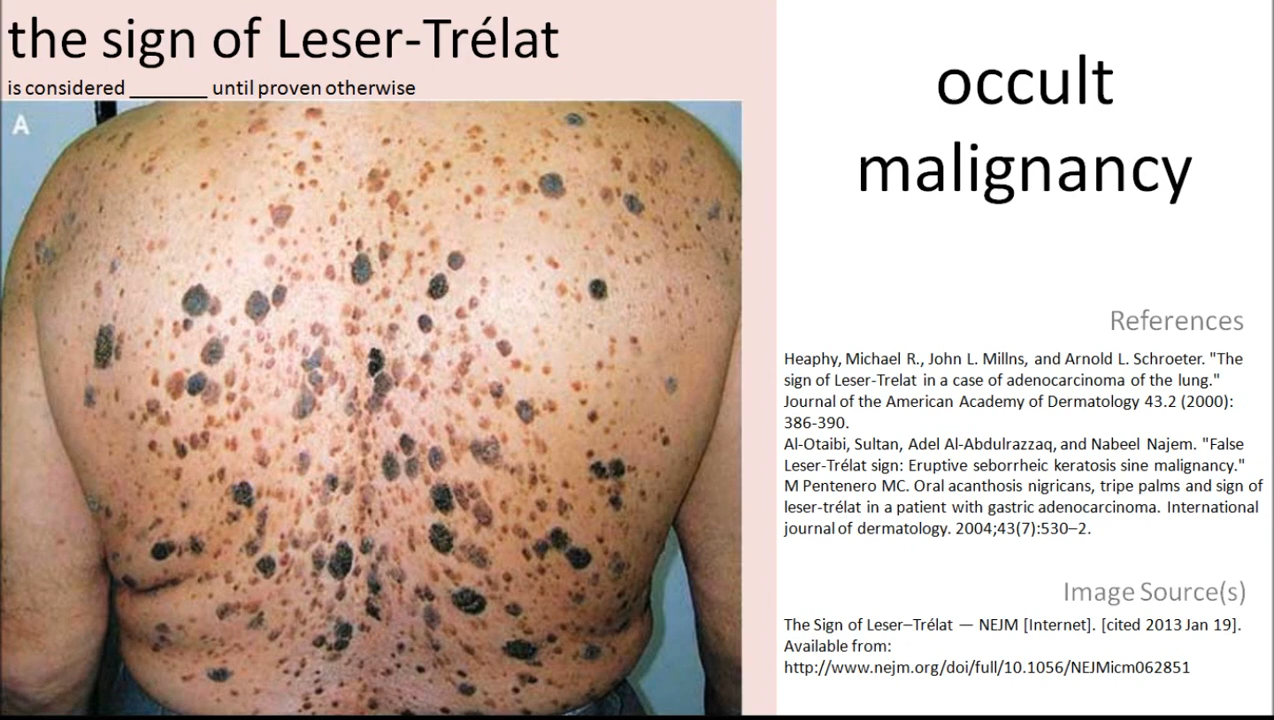 the sign of Leser-Trélat
is considered _______ until proven otherwise
A
occult
malignancy
References
Heaphy, Michael R., John L. Millns, and Arnold L. Schroeter. "The
sign of Leser-Trelat in a case of adenocarcinoma of the lung."
Journal of the American Academy of Dermatology 43.2 (2000):
386-390.
Al-Otaibi, Sultan, Adel Al-Abdulrazzaq, and Nabeel Najem. "False
Leser-Trélat sign: Eruptive seborrheic keratosis sine malignancy."
M Pentenero MC. Oral acanthosis nigricans, tripe palms and sign of
leser-trélat in a patient with gastric adenocarcinoma. International
journal of dermatology. 2004;43(7):530–2.
Image Source(s)
The Sign of Leser–Trélat — NEJM [Internet]. [cited 2013 Jan 19].
Available from:
http://www.nejm.org/doi/full/10.1056/NEJMicm062851